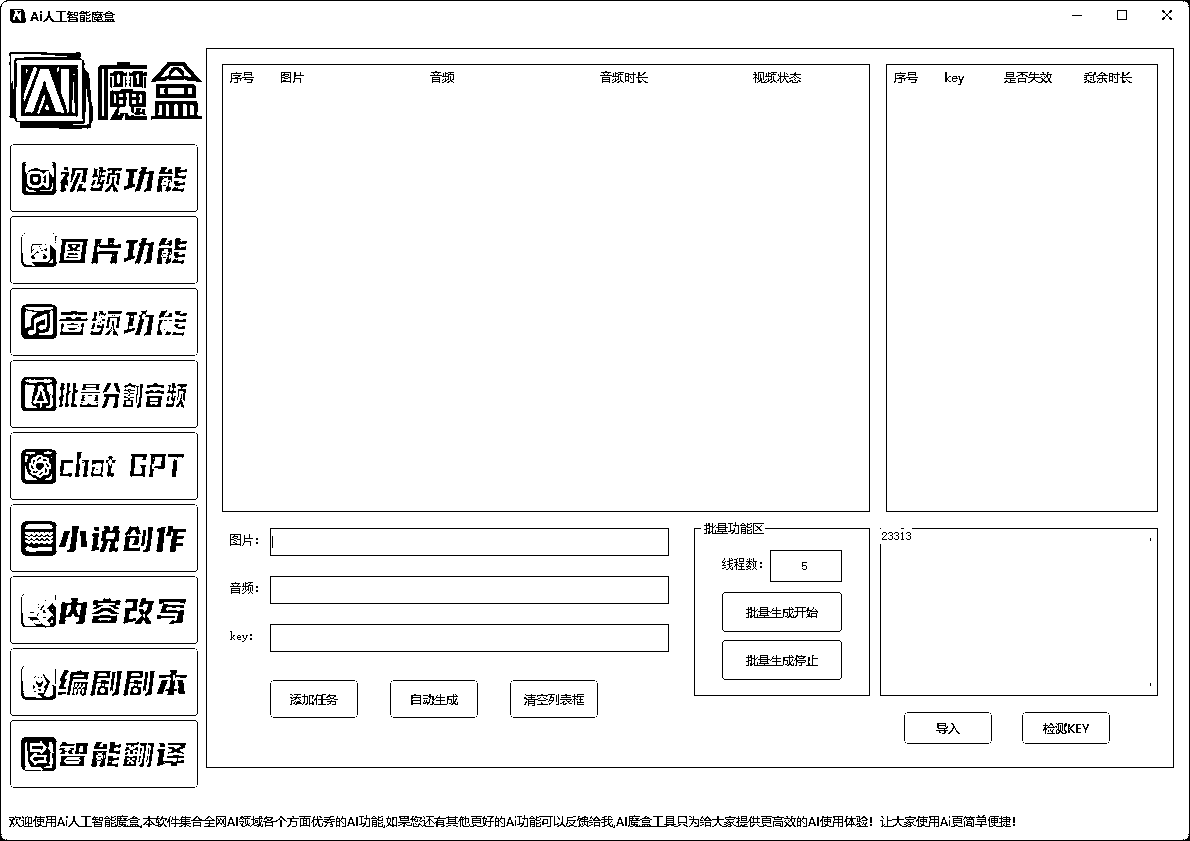 Ai人工智能魔盒
AI魔盒
视频功能
图片功能
音频功能
批量分割音频
chat GPT
小说创作
内容改写
编剧剧本
智能翻译
序号 图片 音频 音频时长 视频状态
序号 key 是否失效 剩余时长
图片：
音频：
key：
添加任务 自动生成 清空列表框
批量功能区
线程数： 5
批量生成开始
批量生成停止
23313
导入 检测KEY
欢迎使用Ai人工智能魔盒,本软件集合全网AI领域各个方面优秀的AI功能,如果您还有其他更好的Ai功能可以反馈给我,AI魔盒工具只为给大家提供更高效的AI使用体验！让大家使用Ai更简单便捷！